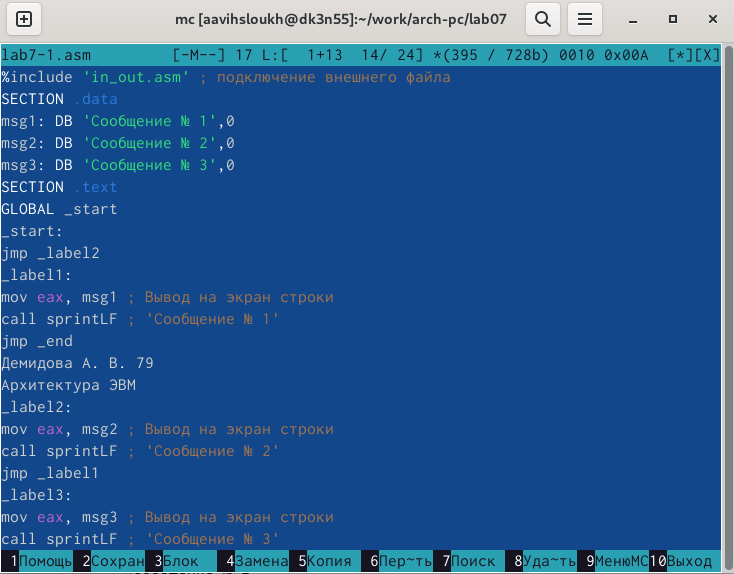 mc [aavihsloukh@dk3n55]:~/work/arch-pc/lab07
lab7-1.asm [-M--] 17 L:[ 1+13 14/ 24] *(395 / 728b) 0010 0x00A [*][X]
%include 'in_out.asm' ; подключение внешнего файла
SECTION .data
msg1: DB 'Сообщение № 1',0
msg2: DB 'Сообщение № 2',0
msg3: DB 'Сообщение № 3',0
SECTION .text
GLOBAL _start
_start:
jmp _label2
_label1:
mov eax, msg1 ; Вывод на экран строки
call sprintLF ; 'Сообщение № 1'
jmp _end
Демидова А. В. 79
Архитектура ЭВМ
_label2:
mov eax, msg2 ; Вывод на экран строки
call sprintLF ; 'Сообщение № 2'
jmp _label1
_label3:
mov eax, msg3 ; Вывод на экран строки
call sprintLF ; 'Сообщение № 3'
1Помощь 2Сохран 3Блок 4Замена 5Копия 6Пер~ть 7Поиск 8Уда~ть 9МенюMC 10Выход